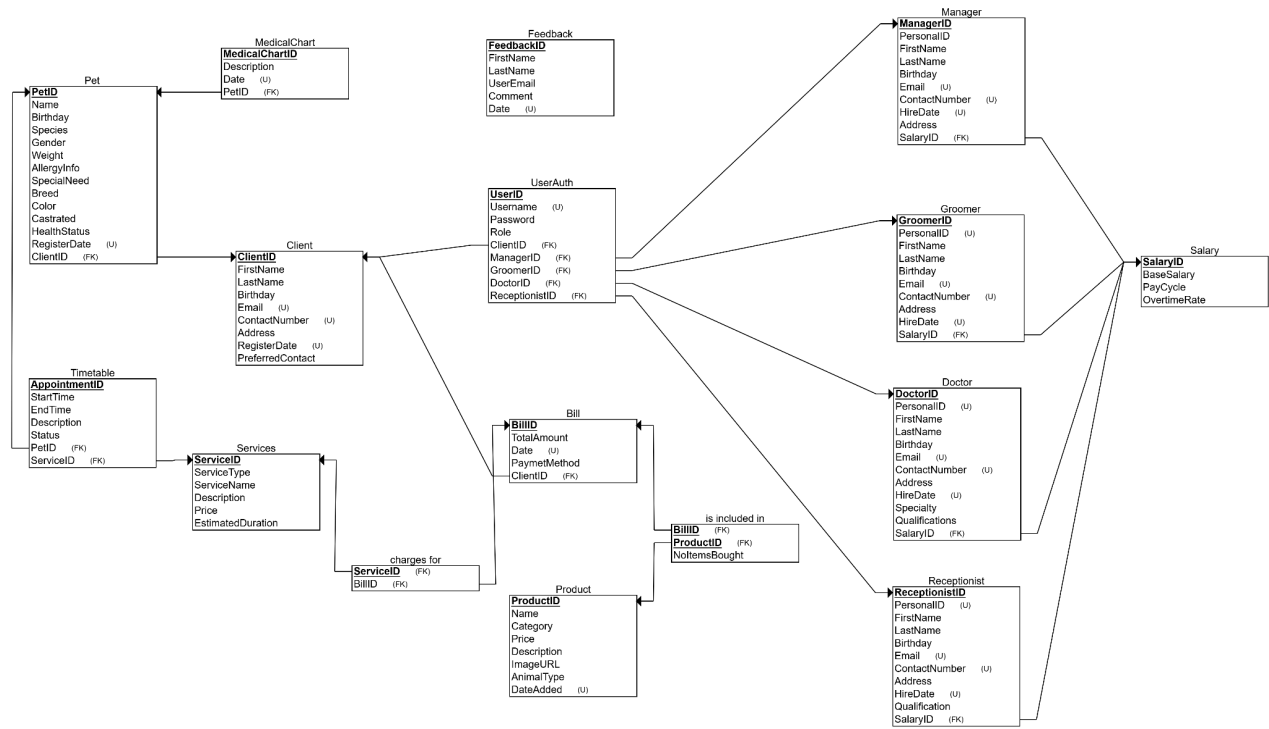 MedicalChart
MedicalChartID
Description
Date (U)
PetID (FK)
Pet
PetID
Name
Birthday
Species
Gender
Weight
AllergyInfo
SpecialNeed
Breed
Color
Castrated
HealthStatus
RegisterDate (U)
ClientID (FK)
Feedback
FeedbackID
FirstName
LastName
UserEmail
Comment
Date (U)
Manager
ManagerID
PersonalID
FirstName
LastName
Birthday
Email (U)
ContactNumber (U)
HireDate (U)
Address
SalaryID (FK)
UserAuth
UserID
Username (U)
Password
Role
ClientID (FK)
ManagerID (FK)
GroomerID (FK)
DoctorID (FK)
ReceptionistID (FK)
Client
ClientID
FirstName
LastName
Birthday
Email (U)
ContactNumber (U)
Address
RegisterDate (U)
PreferredContact
Groomer
GroomerID
PersonalID (U)
FirstName
LastName
Birthday
Email (U)
ContactNumber (U)
Address
HireDate (U)
SalaryID (FK)
Salary
SalaryID
BaseSalary
PayCycle
OvertimeRate
Timetable
AppointmentID
StartTime
EndTime
Description
Status
PetID (FK)
ServiceID (FK)
Services
ServiceID
ServiceType
ServiceName
Description
Price
EstimatedDuration
Bill
BillID
TotalAmount
Date (U)
PaymetMethod
ClientID (FK)
Doctor
DoctorID
PersonalID (U)
FirstName
LastName
Birthday
Email (U)
ContactNumber (U)
Address
HireDate (U)
Specialty
Qualifications
SalaryID (FK)
is included in
BillID (FK)
ProductID (FK)
NoItemsBought
charges for
ServiceID (FK)
BillID (FK)
Product
ProductID
Name
Category
Price
Description
ImageURL
AnimalType
DateAdded (U)
Receptionist
ReceptionistID
PersonalID (U)
FirstName
LastName
Birthday
Email (U)
ContactNumber (U)
Address
HireDate (U)
Qualification
SalaryID (FK)